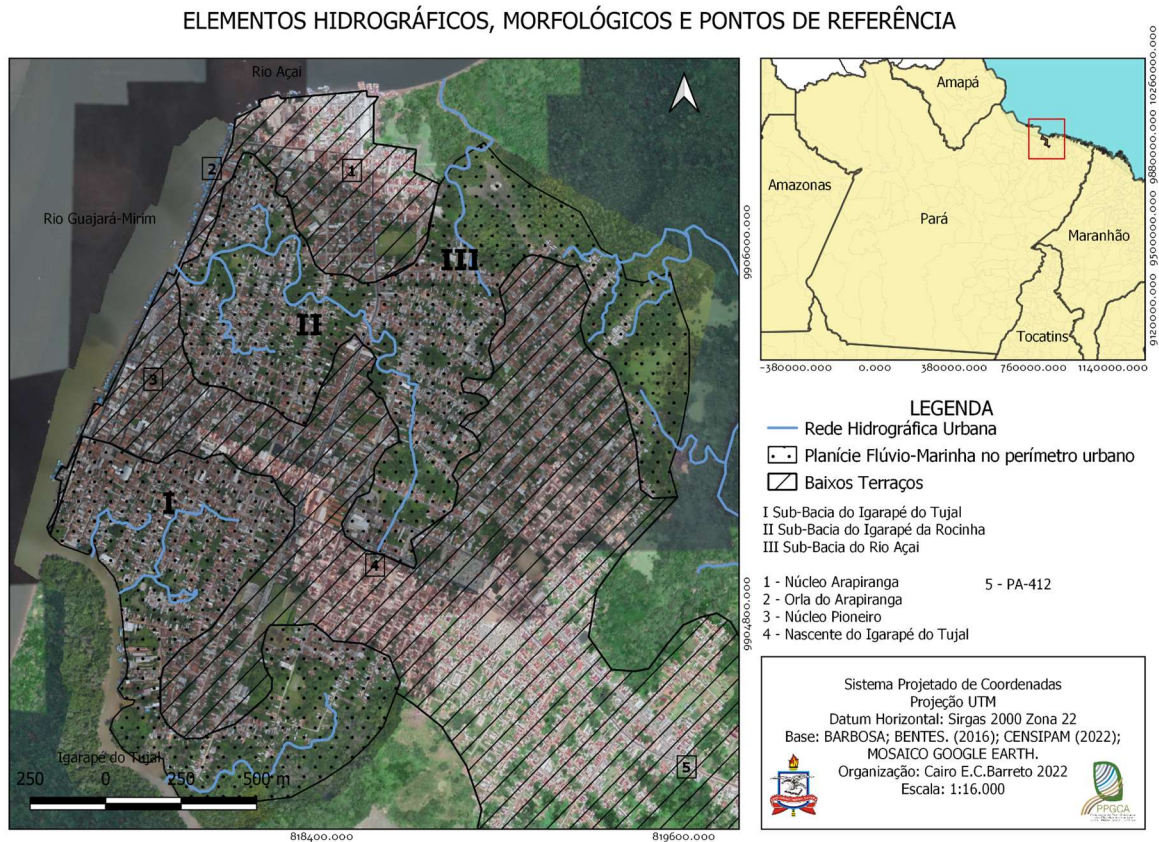 ELEMENTOS HIDROGRÁFICOS, MORFOLÓGICOS E PONTOS DE REFERÊNCIA
Rio Açai
2
1
Rio Guajará-Mirim
III
II
3
I
4
Igarapé do Tujal
250 0 250 500 m
5
818400.000 819600.000
9906000.000
9904800.000
Amapá
Amazonas
Pará
Maranhão
Tocatins
-380000.000 0.000 380000.000 760000.000 1140000.000
10260000.000
9880000.000
9500000.000
9120000.000
LEGENDA
Rede Hidrográfica Urbana
Planície Flúvio-Marinha no perímetro urbano
Baixos Terraços
I Sub-Bacia do Igarapé do Tujal
II Sub-Bacia do Igarapé da Rocinha
III Sub-Bacia do Rio Açai
1 - Núcleo Arapiranga 5 - PA-412
2 - Orla do Arapiranga
3 - Núcleo Pioneiro
4 - Nascente do Igarapé do Tujal
Sistema Projetado de Coordenadas
Projeção UTM
Datum Horizontal: Sirgas 2000 Zona 22
Base: BARBOSA; BENTES. (2016); CENSIPAM (2022);
MOSAICO GOOGLE EARTH.
Organização: Cairo E.C.Barreto 2022
Escala: 1:16.000
PPGCA